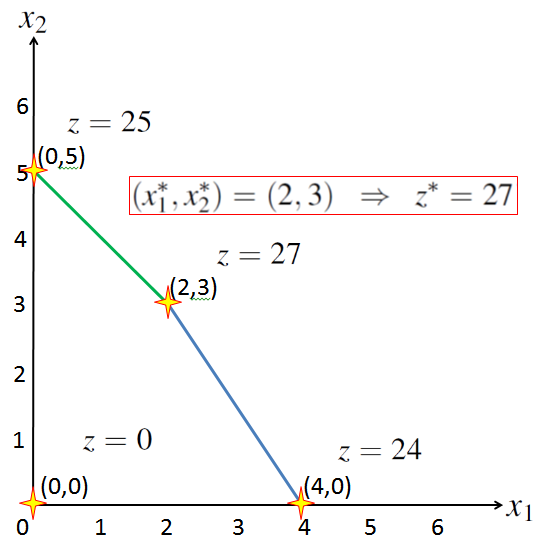 x₂
6
z = 25
(0,5)
5
(x₁*, x₂*) = (2, 3) ⇒ z* = 27
4
z = 27
(2,3)
3
2
1
z = 0
z = 24
(0,0)
(4,0)
x₁
0 1 2 3 4 5 6